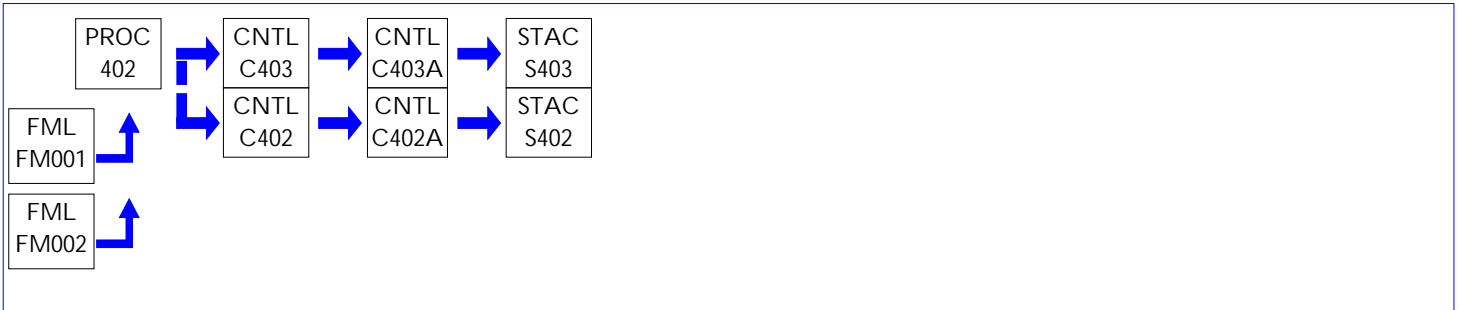 PROC
402
CNTL
C403
CNTL
C403A
STAC
S403
CNTL
C402
CNTL
C402A
STAC
S402
FML
FM001
FML
FM002